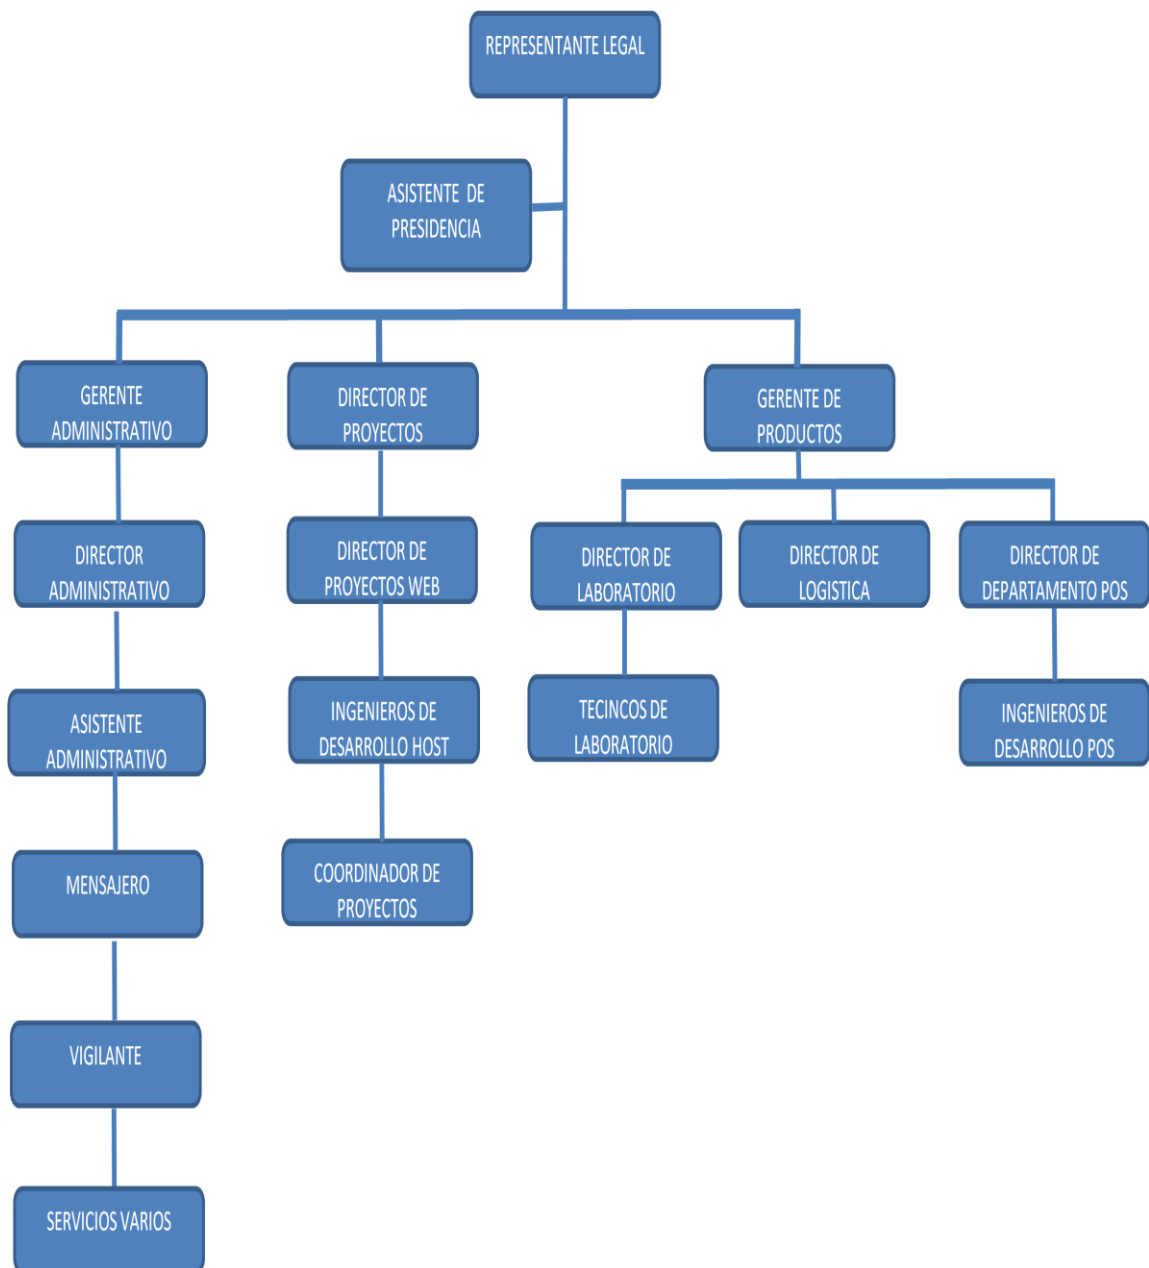 REPRESENTANTE LEGAL
ASISTENTE DE
PRESIDENCIA
GERENTE
ADMINISTRATIVO
DIRECTOR DE
PROYECTOS
GERENTE DE
PRODUCTOS
DIRECTOR
ADMINISTRATIVO
DIRECTOR DE
PROYECTOS WEB
DIRECTOR DE
LABORATORIO
DIRECTOR DE
LOGISTICA
DIRECTOR DE
DEPARTAMENTO POS
ASISTENTE
ADMINISTRATIVO
INGENIEROS DE
DESARROLLO HOST
TECINCOS DE
LABORATORIO
INGENIEROS DE
DESARROLLO POS
MENSAJERO
COORDINADOR DE
PROYECTOS
VIGILANTE
SERVICIOS VARIOS